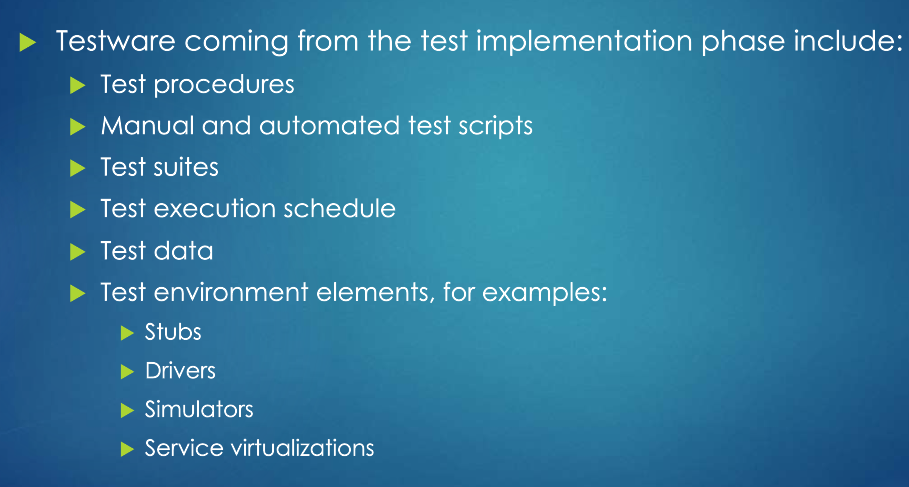 Testware coming from the test implementation phase include:
Test procedures
Manual and automated test scripts
Test suites
Test execution schedule
Test data
Test environment elements, for examples:
Stubs
Drivers
Simulators
Service virtualizations